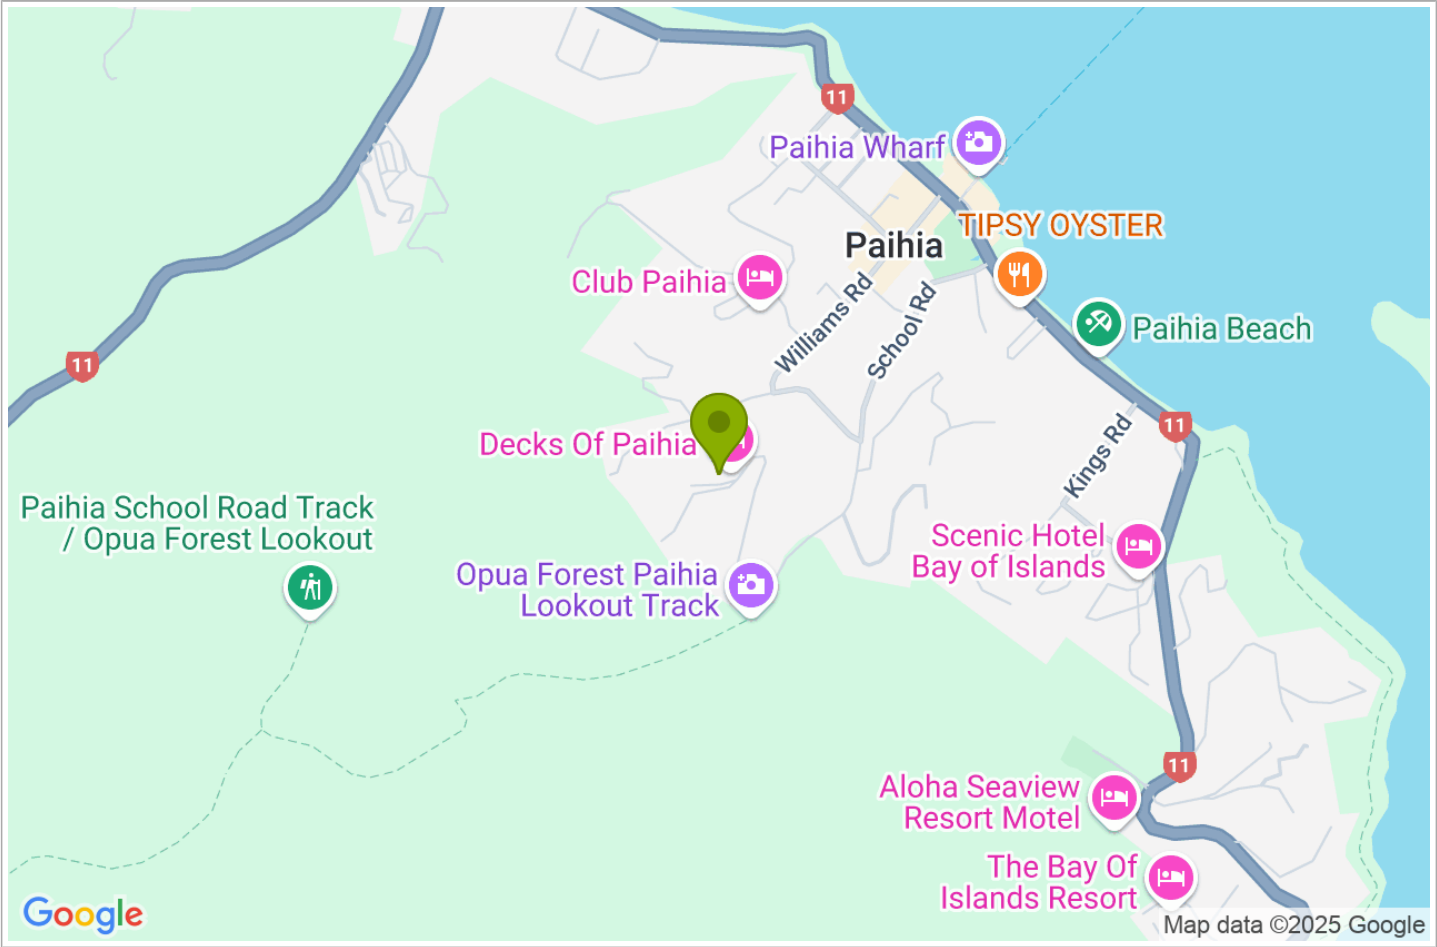 11
Paihia Wharf
TIPSY OYSTER
Paihia
Club Paihia
Williams Rd
School Rd
Paihia Beach
11
Kings Rd
11
Decks Of Paihia
Paihia School Road Track
/ Opua Forest Lookout
Scenic Hotel
Bay of Islands
Opua Forest Paihia
Lookout Track
11
Aloha Seaview
Resort Motel
The Bay Of
Islands Resort
Google
Map data ©2025 Google